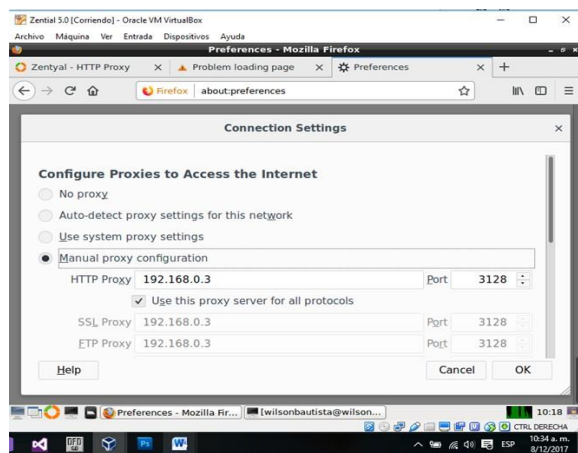 Zential 5.0 [Corriendo] - Oracle VM VirtualBox
Archivo Máquina Ver Entrada Dispositivos Ayuda
Preferences - Mozilla Firefox
Zentyal - HTTP Proxy Problem loading page Preferences
Firefox about:preferences
Connection Settings
Configure Proxies to Access the Internet
No proxy
Auto-detect proxy settings for this network
Use system proxy settings
Manual proxy configuration
HTTP Proxy 192.168.0.3 Port 3128
Use this proxy server for all protocols
SSL Proxy 192.168.0.3 Port 3128
FTP Proxy 192.168.0.3 Port 3128
Help Cancel OK
Preferences - Mozilla Fir... [wilsonbautista@wilson... 10:18
CTRL DERECHA
Ps W ESP 10:34 a. m.
8/12/2017